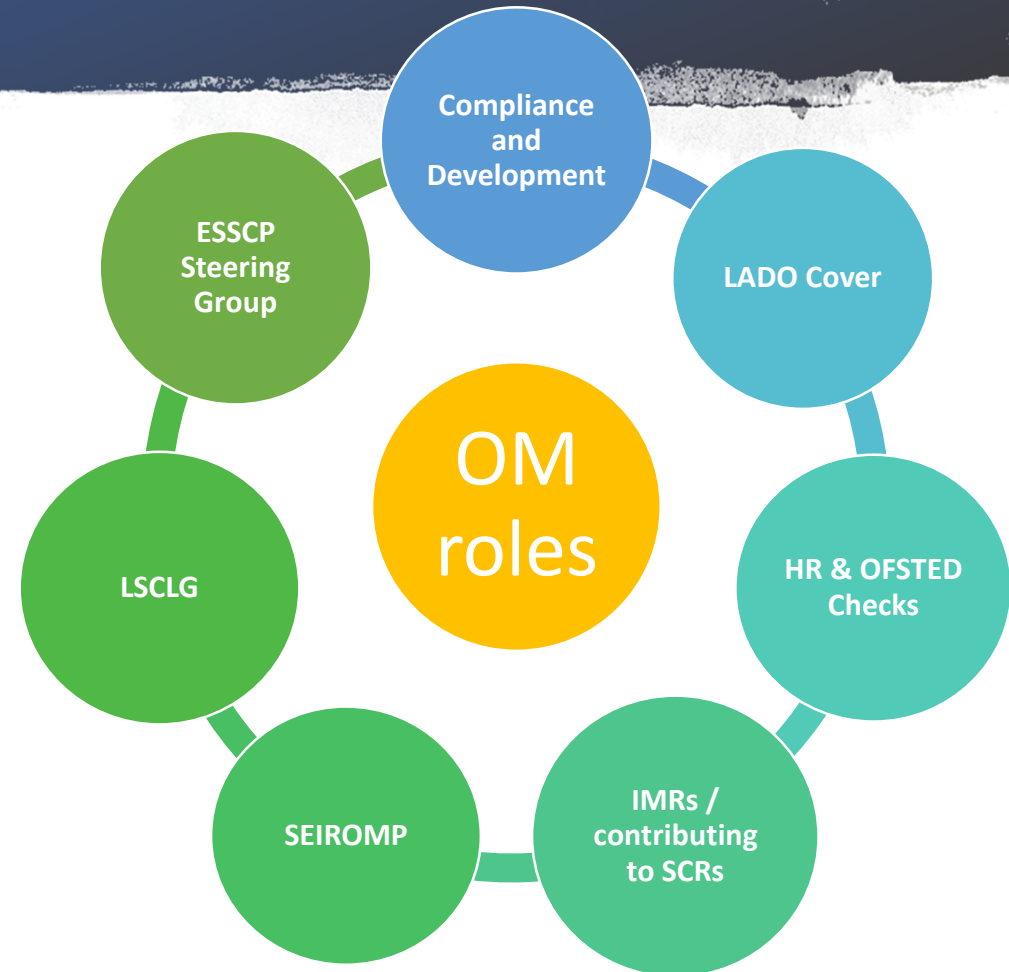 Compliance
and
Development
LADO Cover
HR & OFSTED
Checks
IMRs /
contributing
to SCRs
SEIROMP
LSCLG
ESSCP
Steering
Group
OM
roles